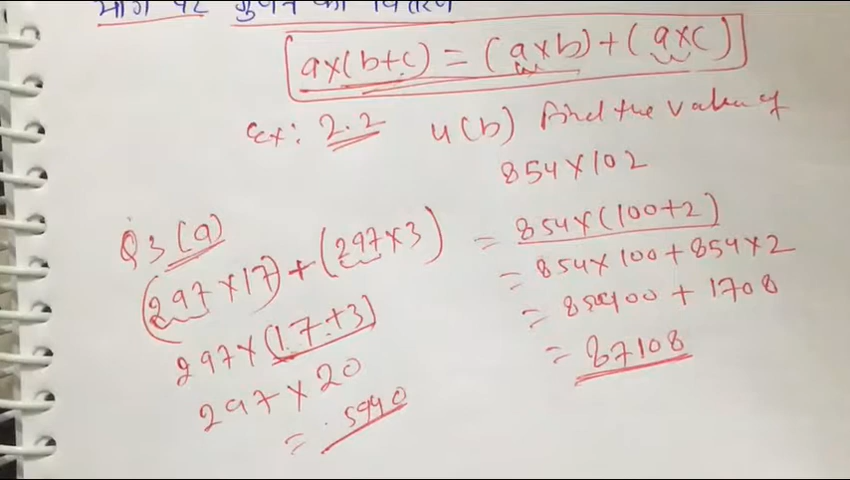 a×(b+c) = (a×b)+(a×c)
Ex: 2.2
4(b) find the value of
854×102
= 854×(100+2)
= 854×100+854×2
= 85400 + 1708
= 87108
Q3 (a)
(297×17)+(297×3)
297×(17+3)
297×20
= 5940